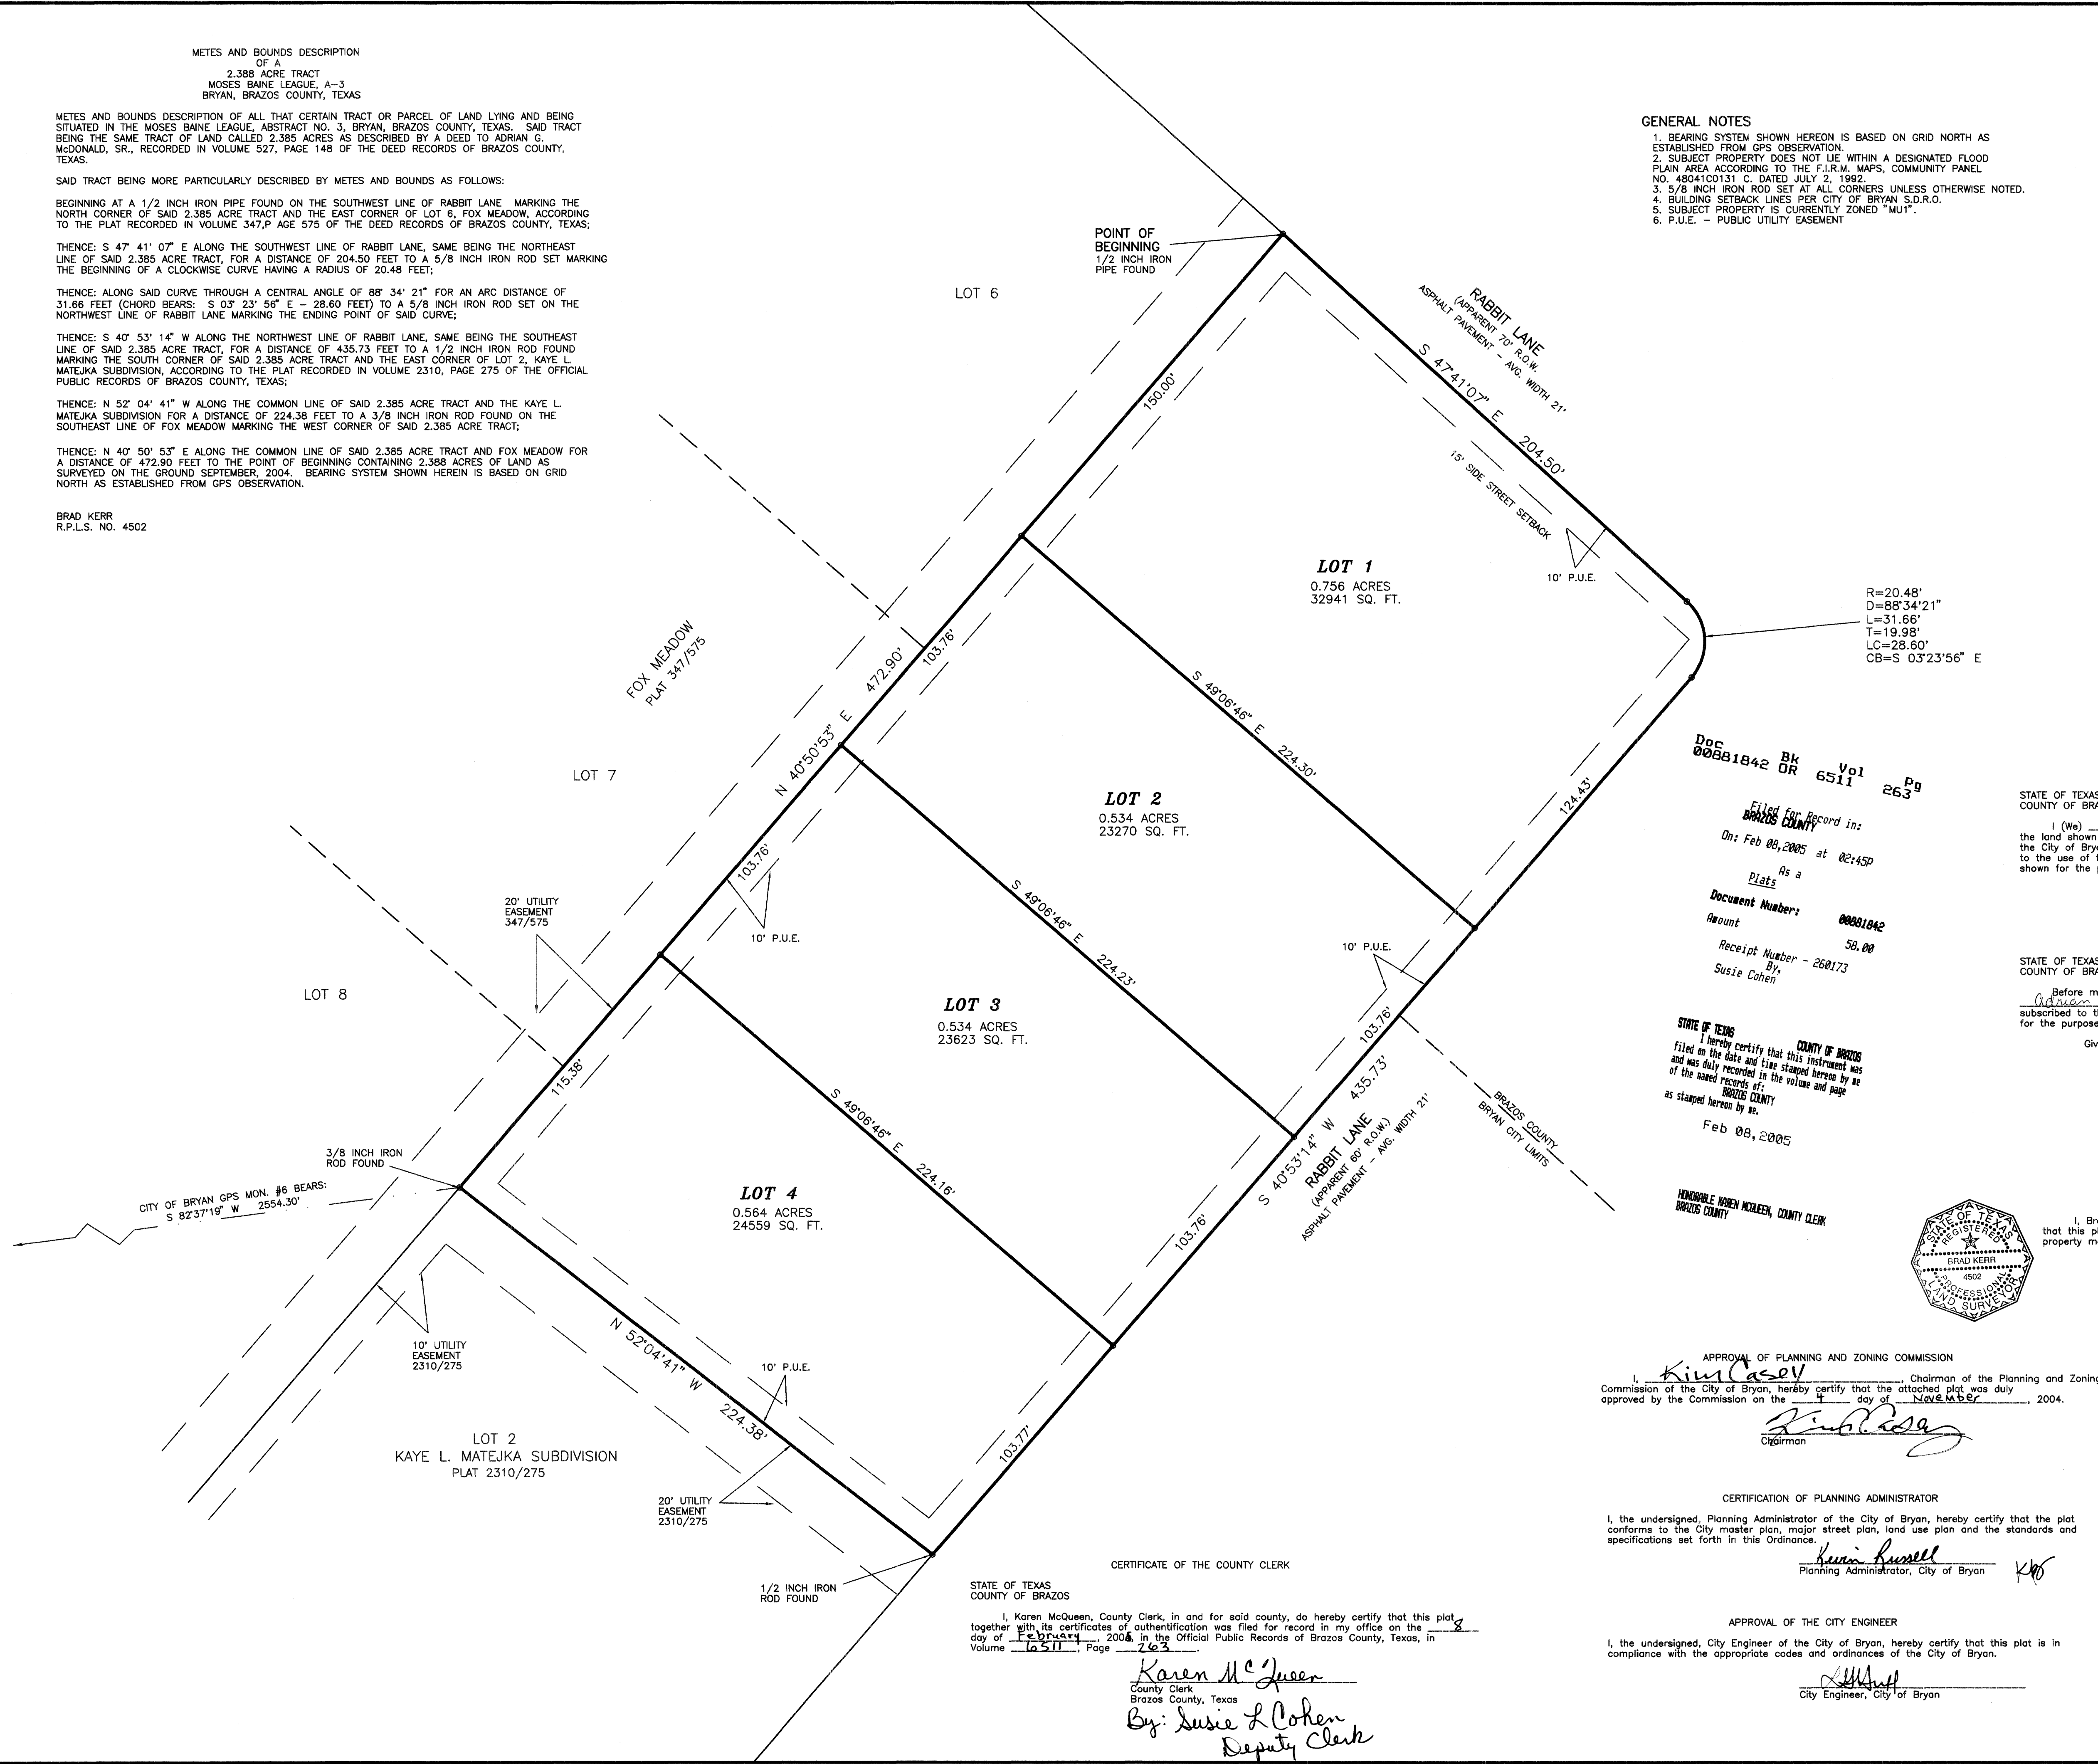 METES AND BOUNDS DESCRIPTION
OF A
2.388 ACRE TRACT
MOSES BAINE LEAGUE, A-3
BRYAN, BRAZOS COUNTY, TEXAS
METES AND BOUNDS DESCRIPTION OF ALL THAT CERTAIN TRACT OR PARCEL OF LAND LYING AND BEING
SITUATED IN THE MOSES BAINE LEAGUE, ABSTRACT NO. 3, BRYAN, BRAZOS COUNTY, TEXAS. SAID TRACT
BEING THE SAME TRACT OF LAND CALLED 2.385 ACRES AS DESCRIBED BY A DEED TO ADRIAN G.
McDONALD, SR., RECORDED IN VOLUME 527, PAGE 148 OF THE DEED RECORDS OF BRAZOS COUNTY,
TEXAS.
SAID TRACT BEING MORE PARTICULARLY DESCRIBED BY METES AND BOUNDS AS FOLLOWS:
BEGINNING AT A 1/2 INCH IRON PIPE FOUND ON THE SOUTHWEST LINE OF RABBIT LANE MARKING THE
NORTH CORNER OF SAID 2.385 ACRE TRACT AND THE EAST CORNER OF LOT 6, FOX MEADOW, ACCORDING
TO THE PLAT RECORDED IN VOLUME 347,P AGE 575 OF THE DEED RECORDS OF BRAZOS COUNTY, TEXAS;
THENCE: S 47° 41' 07" E ALONG THE SOUTHWEST LINE OF RABBIT LANE, SAME BEING THE NORTHEAST
LINE OF SAID 2.385 ACRE TRACT, FOR A DISTANCE OF 204.50 FEET TO A 5/8 INCH IRON ROD SET MARKING
THE BEGINNING OF A CLOCKWISE CURVE HAVING A RADIUS OF 20.48 FEET;
THENCE: ALONG SAID CURVE THROUGH A CENTRAL ANGLE OF 88° 34' 21" FOR AN ARC DISTANCE OF
31.66 FEET (CHORD BEARS: S 03° 23' 56" E - 28.60 FEET) TO A 5/8 INCH IRON ROD SET ON THE
NORTHWEST LINE OF RABBIT LANE MARKING THE ENDING POINT OF SAID CURVE;
THENCE: S 40° 53' 14" W ALONG THE NORTHWEST LINE OF RABBIT LANE, SAME BEING THE SOUTHEAST
LINE OF SAID 2.385 ACRE TRACT, FOR A DISTANCE OF 435.73 FEET TO A 1/2 INCH IRON ROD FOUND
MARKING THE SOUTH CORNER OF SAID 2.385 ACRE TRACT AND THE EAST CORNER OF LOT 2, KAYE L.
MATEJKA SUBDIVISION, ACCORDING TO THE PLAT RECORDED IN VOLUME 2310, PAGE 275 OF THE OFFICIAL
PUBLIC RECORDS OF BRAZOS COUNTY, TEXAS;
THENCE: N 52° 04' 41" W ALONG THE COMMON LINE OF SAID 2.385 ACRE TRACT AND THE KAYE L.
MATEJKA SUBDIVISION FOR A DISTANCE OF 224.38 FEET TO A 3/8 INCH IRON ROD FOUND ON THE
SOUTHEAST LINE OF FOX MEADOW MARKING THE WEST CORNER OF SAID 2.385 ACRE TRACT;
THENCE: N 40° 50' 53" E ALONG THE COMMON LINE OF SAID 2.385 ACRE TRACT AND FOX MEADOW FOR
A DISTANCE OF 472.90 FEET TO THE POINT OF BEGINNING CONTAINING 2.388 ACRES OF LAND AS
SURVEYED ON THE GROUND SEPTEMBER, 2004. BEARING SYSTEM SHOWN HEREIN IS BASED ON GRID
NORTH AS ESTABLISHED FROM GPS OBSERVATION.
BRAD KERR
R.P.L.S. NO. 4502
GENERAL NOTES
1. BEARING SYSTEM SHOWN HEREON IS BASED ON GRID NORTH AS
ESTABLISHED FROM GPS OBSERVATION.
2. SUBJECT PROPERTY DOES NOT LIE WITHIN A DESIGNATED FLOOD
PLAIN AREA ACCORDING TO THE F.I.R.M. MAPS, COMMUNITY PANEL
NO. 48041C0131 C. DATED JULY 2, 1992.
3. 5/8 INCH IRON ROD SET AT ALL CORNERS UNLESS OTHERWISE NOTED.
4. BUILDING SETBACK LINES PER CITY OF BRYAN S.D.R.O.
5. SUBJECT PROPERTY IS CURRENTLY ZONED "MU1".
6. P.U.E. - PUBLIC UTILITY EASEMENT
POINT OF
BEGINNING
1/2 INCH IRON
PIPE FOUND
LOT 6
RABBIT LANE
(APPARENT 70' R.O.W.
ASPHALT PAVEMENT - AVG. WIDTH 21'
S 47°41'07" E 204.50'
15' SIDE STREET SETBACK
10' P.U.E.
150.00'
LOT 1
0.756 ACRES
32941 SQ. FT.
R=20.48'
D=88°34'21"
L=31.66'
T=19.98'
LC=28.60'
CB=S 03°23'56" E
FOX MEADOW
PLAT 347/575
N 40°50'53" E 472.90'
103.76'
S 49°06'46" E 224.30'
124.43'
LOT 7
LOT 2
0.534 ACRES
23270 SQ. FT.
103.76'
10' P.U.E.
S 49°06'46" E 224.23'
10' P.U.E.
103.76'
20' UTILITY
EASEMENT
347/575
LOT 8
LOT 3
0.534 ACRES
23623 SQ. FT.
115.38'
S 49°06'46" E 224.16'
S 40°53'14" W 435.73'
RABBIT LANE
(APPARENT 60' R.O.W.)
ASPHALT PAVEMENT - AVG. WIDTH 21'
BRAZOS COUNTY
BRYAN CITY LIMITS
103.76'
3/8 INCH IRON
ROD FOUND
CITY OF BRYAN GPS MON. #6 BEARS:
S 82°37'19" W 2554.30'
LOT 4
0.564 ACRES
24559 SQ. FT.
10' UTILITY
EASEMENT
2310/275
N 52°04'41" W 224.38'
10' P.U.E.
103.77'
LOT 2
KAYE L. MATEJKA SUBDIVISION
PLAT 2310/275
20' UTILITY
EASEMENT
2310/275
1/2 INCH IRON
ROD FOUND
Doc Bk Vol Pg
00881842 OR 6511 263
Filed for Record in:
BRAZOS COUNTY
On: Feb 08,2005 at 02:45P
As a
Plats
Document Number: 00881842
Amount 58.00
Receipt Number - 260173
By,
Susie Cohen
STATE OF TEXAS COUNTY OF BRAZOS
I hereby certify that this instrument was
filed on the date and time stamped hereon by me
and was duly recorded in the volume and page
of the named records of:
BRAZOS COUNTY
as stamped hereon by me.
Feb 08,2005
HONORABLE KAREN MCQUEEN, COUNTY CLERK
BRAZOS COUNTY
STATE OF TEXAS
COUNTY OF BRA
I (We)
the land shown
the City of Brya
to the use of t
shown for the
STATE OF TEXAS
COUNTY OF BRA
Before m
Adrian
subscribed to t
for the purpose
Giv
STATE OF TEXAS
REGISTERED
BRAD KERR
4502
PROFESSIONAL
LAND SURVEYOR
I, Br
that this pl
property m
APPROVAL OF PLANNING AND ZONING COMMISSION
I, Kim Casey, Chairman of the Planning and Zoning
Commission of the City of Bryan, hereby certify that the attached plat was duly
approved by the Commission on the 4 day of November, 2004.
Kim Casey
Chairman
CERTIFICATION OF PLANNING ADMINISTRATOR
I, the undersigned, Planning Administrator of the City of Bryan, hereby certify that the plat
conforms to the City master plan, major street plan, land use plan and the standards and
specifications set forth in this Ordinance.
Kevin Russell
Planning Administrator, City of Bryan
APPROVAL OF THE CITY ENGINEER
I, the undersigned, City Engineer of the City of Bryan, hereby certify that this plat is in
compliance with the appropriate codes and ordinances of the City of Bryan.
City Engineer, City of Bryan
CERTIFICATE OF THE COUNTY CLERK
STATE OF TEXAS
COUNTY OF BRAZOS
I, Karen McQueen, County Clerk, in and for said county, do hereby certify that this plat
together with its certificates of authentification was filed for record in my office on the 8
day of February, 2005, in the Official Public Records of Brazos County, Texas, in
Volume 6511, Page 263.
Karen McQueen
County Clerk
Brazos County, Texas
By: Susie L Cohen
Deputy Clerk